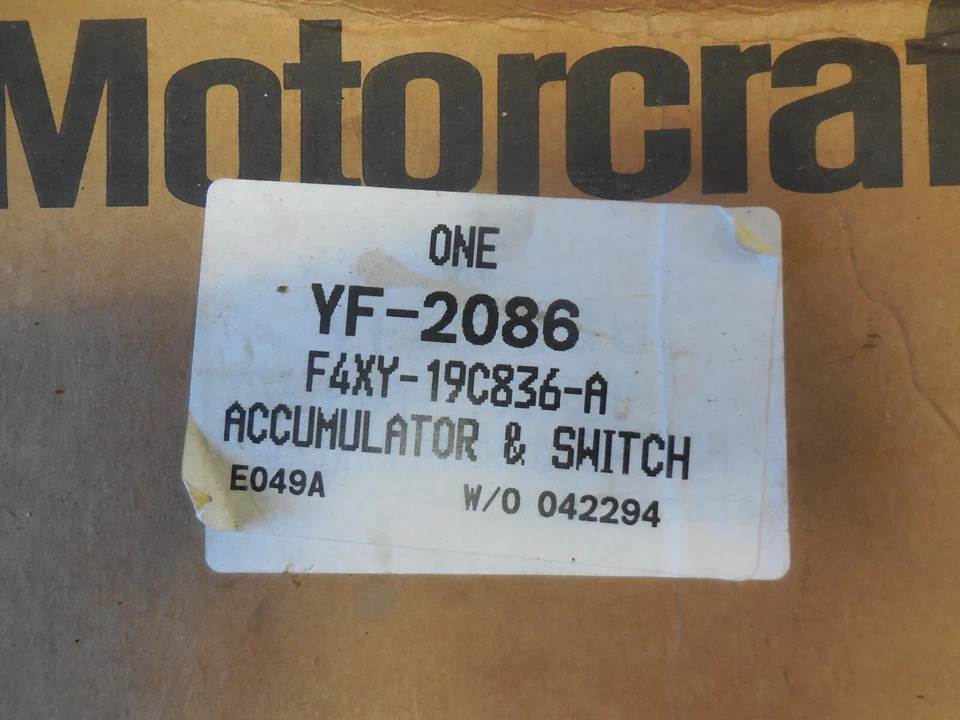 Motorcraf
ONE
YF-2086
F4XY-19C836-A
ACCUMULATOR & SWITCH
E049A W/O 042294